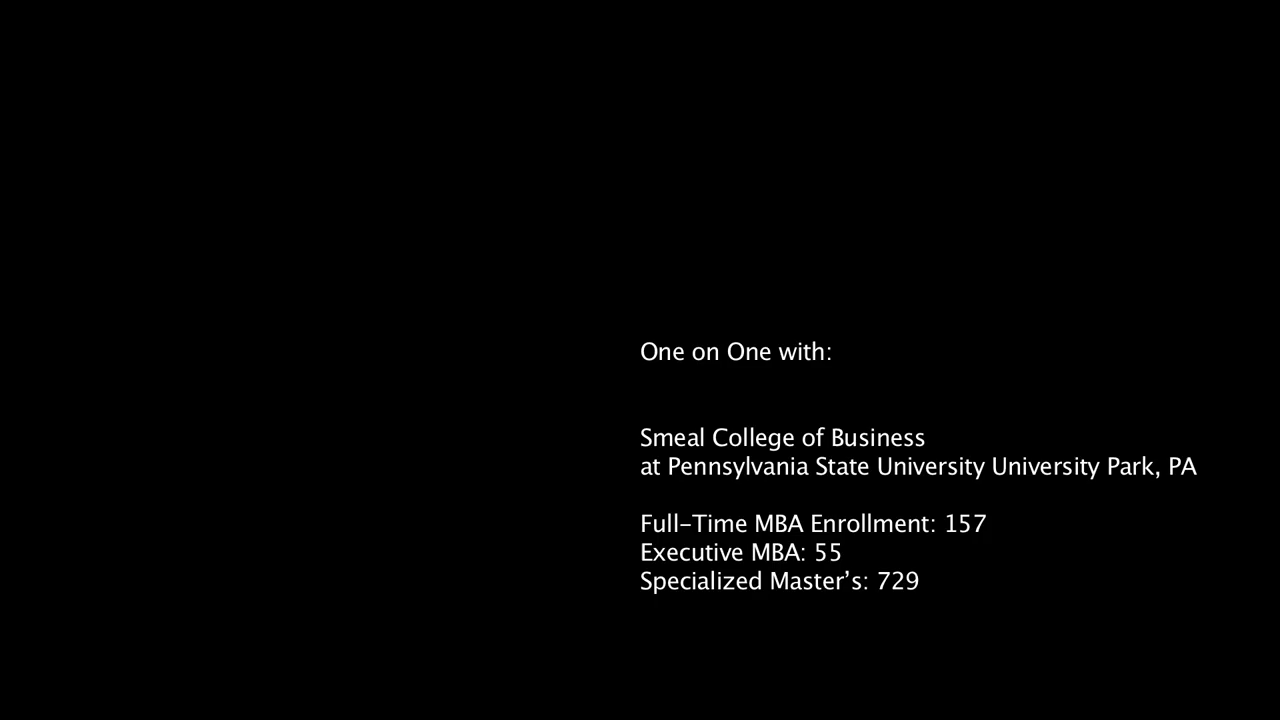 One on One with:
Smeal College of Business
at Pennsylvania State University University Park, PA
Full-Time MBA Enrollment: 157
Executive MBA: 55
Specialized Master’s: 729